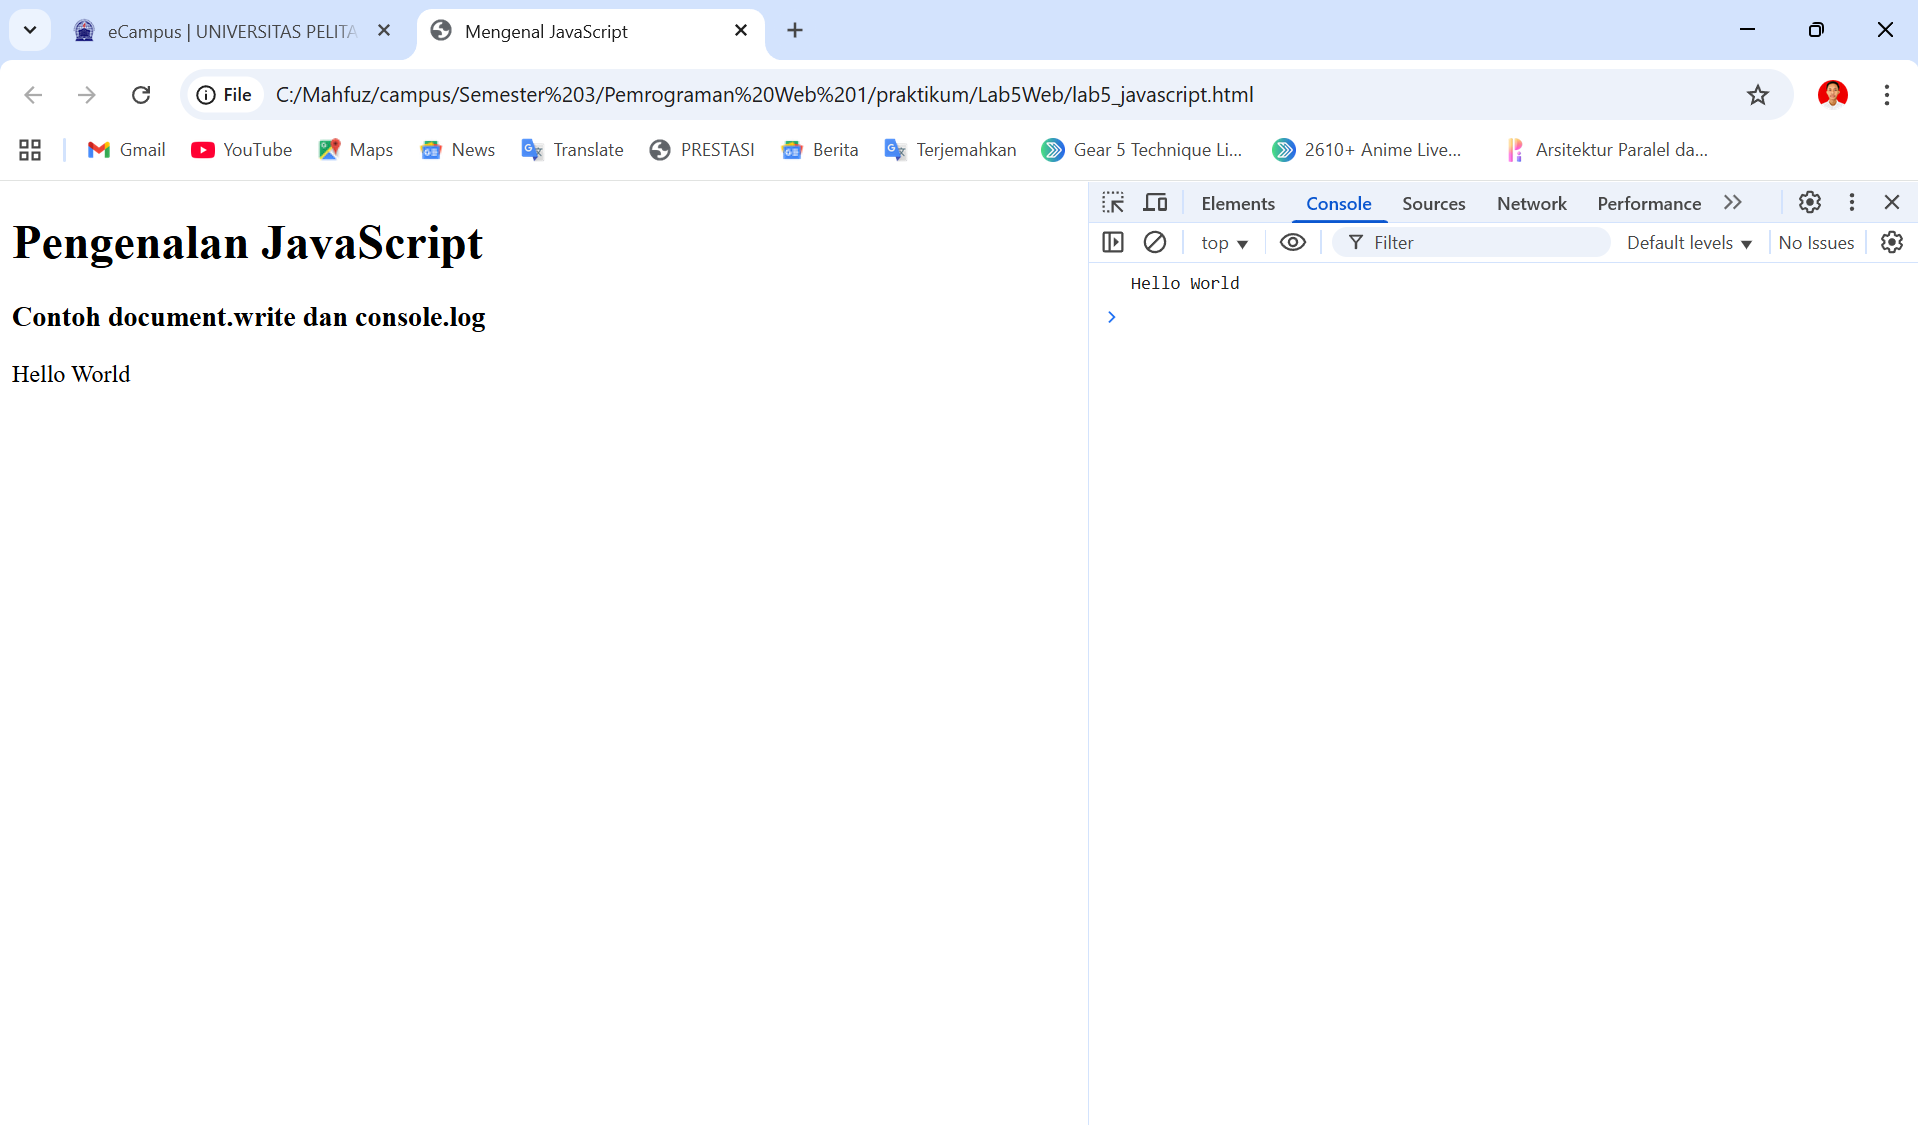 eCampus | UNIVERSITAS PELITA
Mengenal JavaScript
File C:/Mahfuz/campus/Semester%203/Pemrograman%20Web%201/praktikum/Lab5Web/lab5_javascript.html
Gmail YouTube Maps News Translate PRESTASI Berita Terjemahkan Gear 5 Technique Li... 2610+ Anime Live... Arsitektur Paralel da...
Pengenalan JavaScript
Contoh document.write dan console.log
Hello World
Elements Console Sources Network Performance
top Filter Default levels No Issues
Hello World